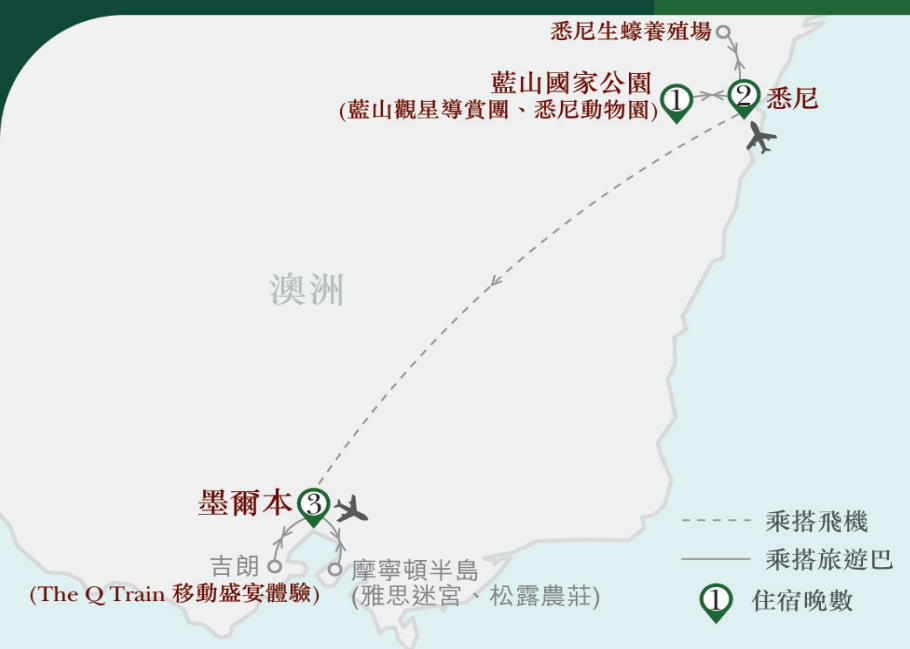 悉尼生蠔養殖場
藍山國家公園
(藍山觀星導賞團、悉尼動物園)
1
2
悉尼
澳洲
墨爾本
3
吉朗
(The Q Train 移動盛宴體驗)
摩寧頓半島
(雅思迷宮、松露農莊)
乘搭飛機
乘搭旅遊巴
1
住宿晚數